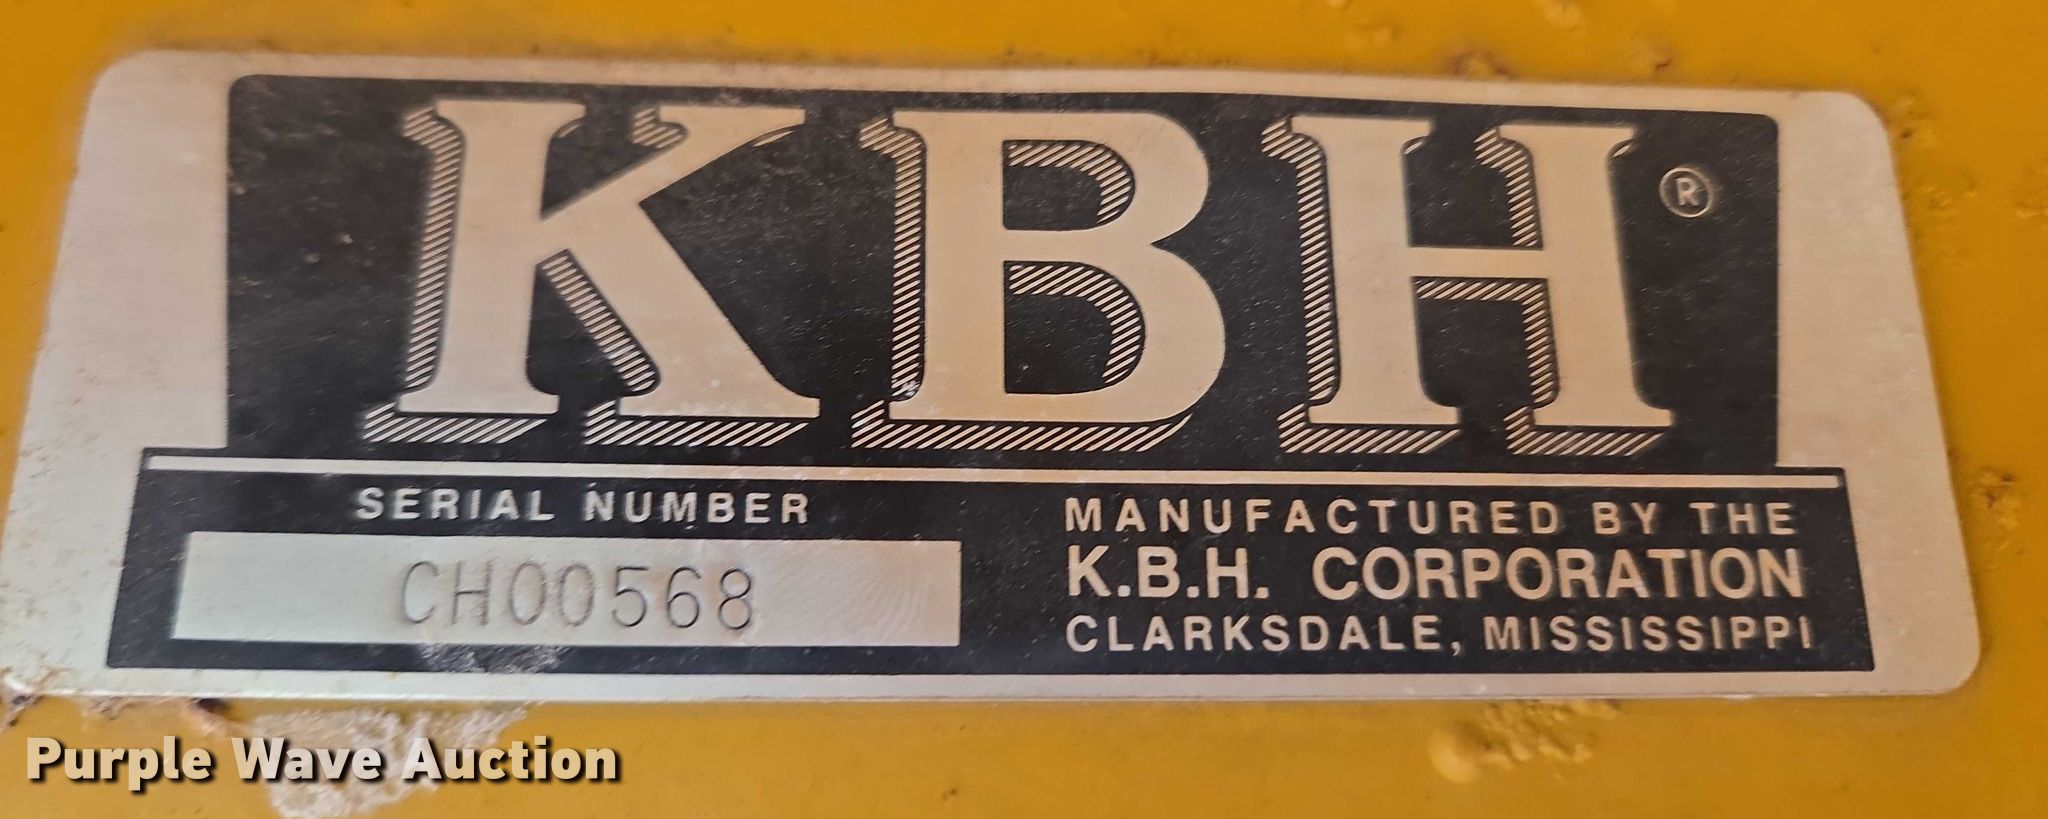 KBH®
SERIAL NUMBER
CH00568
MANUFACTURED BY THE
K.B.H. CORPORATION
CLARKSDALE, MISSISSIPPI
Purple Wave Auction